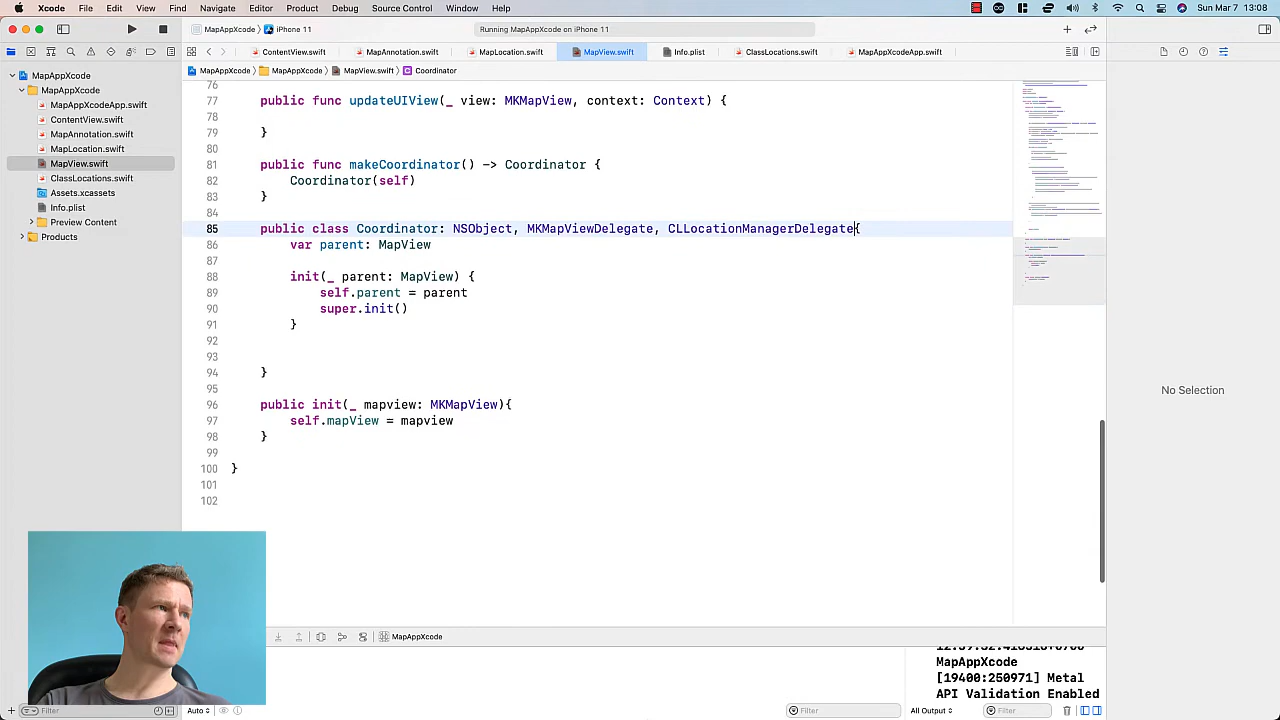 Xcode File Edit View Find Navigate Editor Product Debug Source Control Window Help Sun Mar 7 13:08
MapAppXcode 〉 iPhone 11 Running MapAppXcode on iPhone 11
ContentView.swift MapAnnotation.swift MapLocation.swift MapView.swift Info.plist ClassLocations.swift MapAppXcodeApp.swift
MapAppXcode 〉 MapAppXcode 〉 MapView.swift 〉 C Coordinator
MapAppXcode
MapAppXcode
MapAppXcodeApp.swift
ContentView.swift
MapAnnotation.swift
MapLocation.swift
MapView.swift
ClassLocations.swift
Assets.xcassets
Info.plist
Preview Content
Products
76
77 public func updateUIView(_ view: MKMapView, context: Context) {
78
79 }
80
81 public func makeCoordinator() -> Coordinator {
82 Coordinator(self)
83 }
84
85 public class Coordinator: NSObject, MKMapViewDelegate, CLLocationManagerDelegate{
86 var parent: MapView
87
88 init(_ parent: MapView) {
89 self.parent = parent
90 super.init()
91 }
92
93
94 }
95
96 public init(_ mapview: MKMapView){
97 self.mapView = mapview
98 }
99
100 }
101
102
No Selection
MapAppXcode
MapAppXcode
[19400:250971] Metal
API Validation Enabled
Filter
Auto
Filter
All Output
Filter